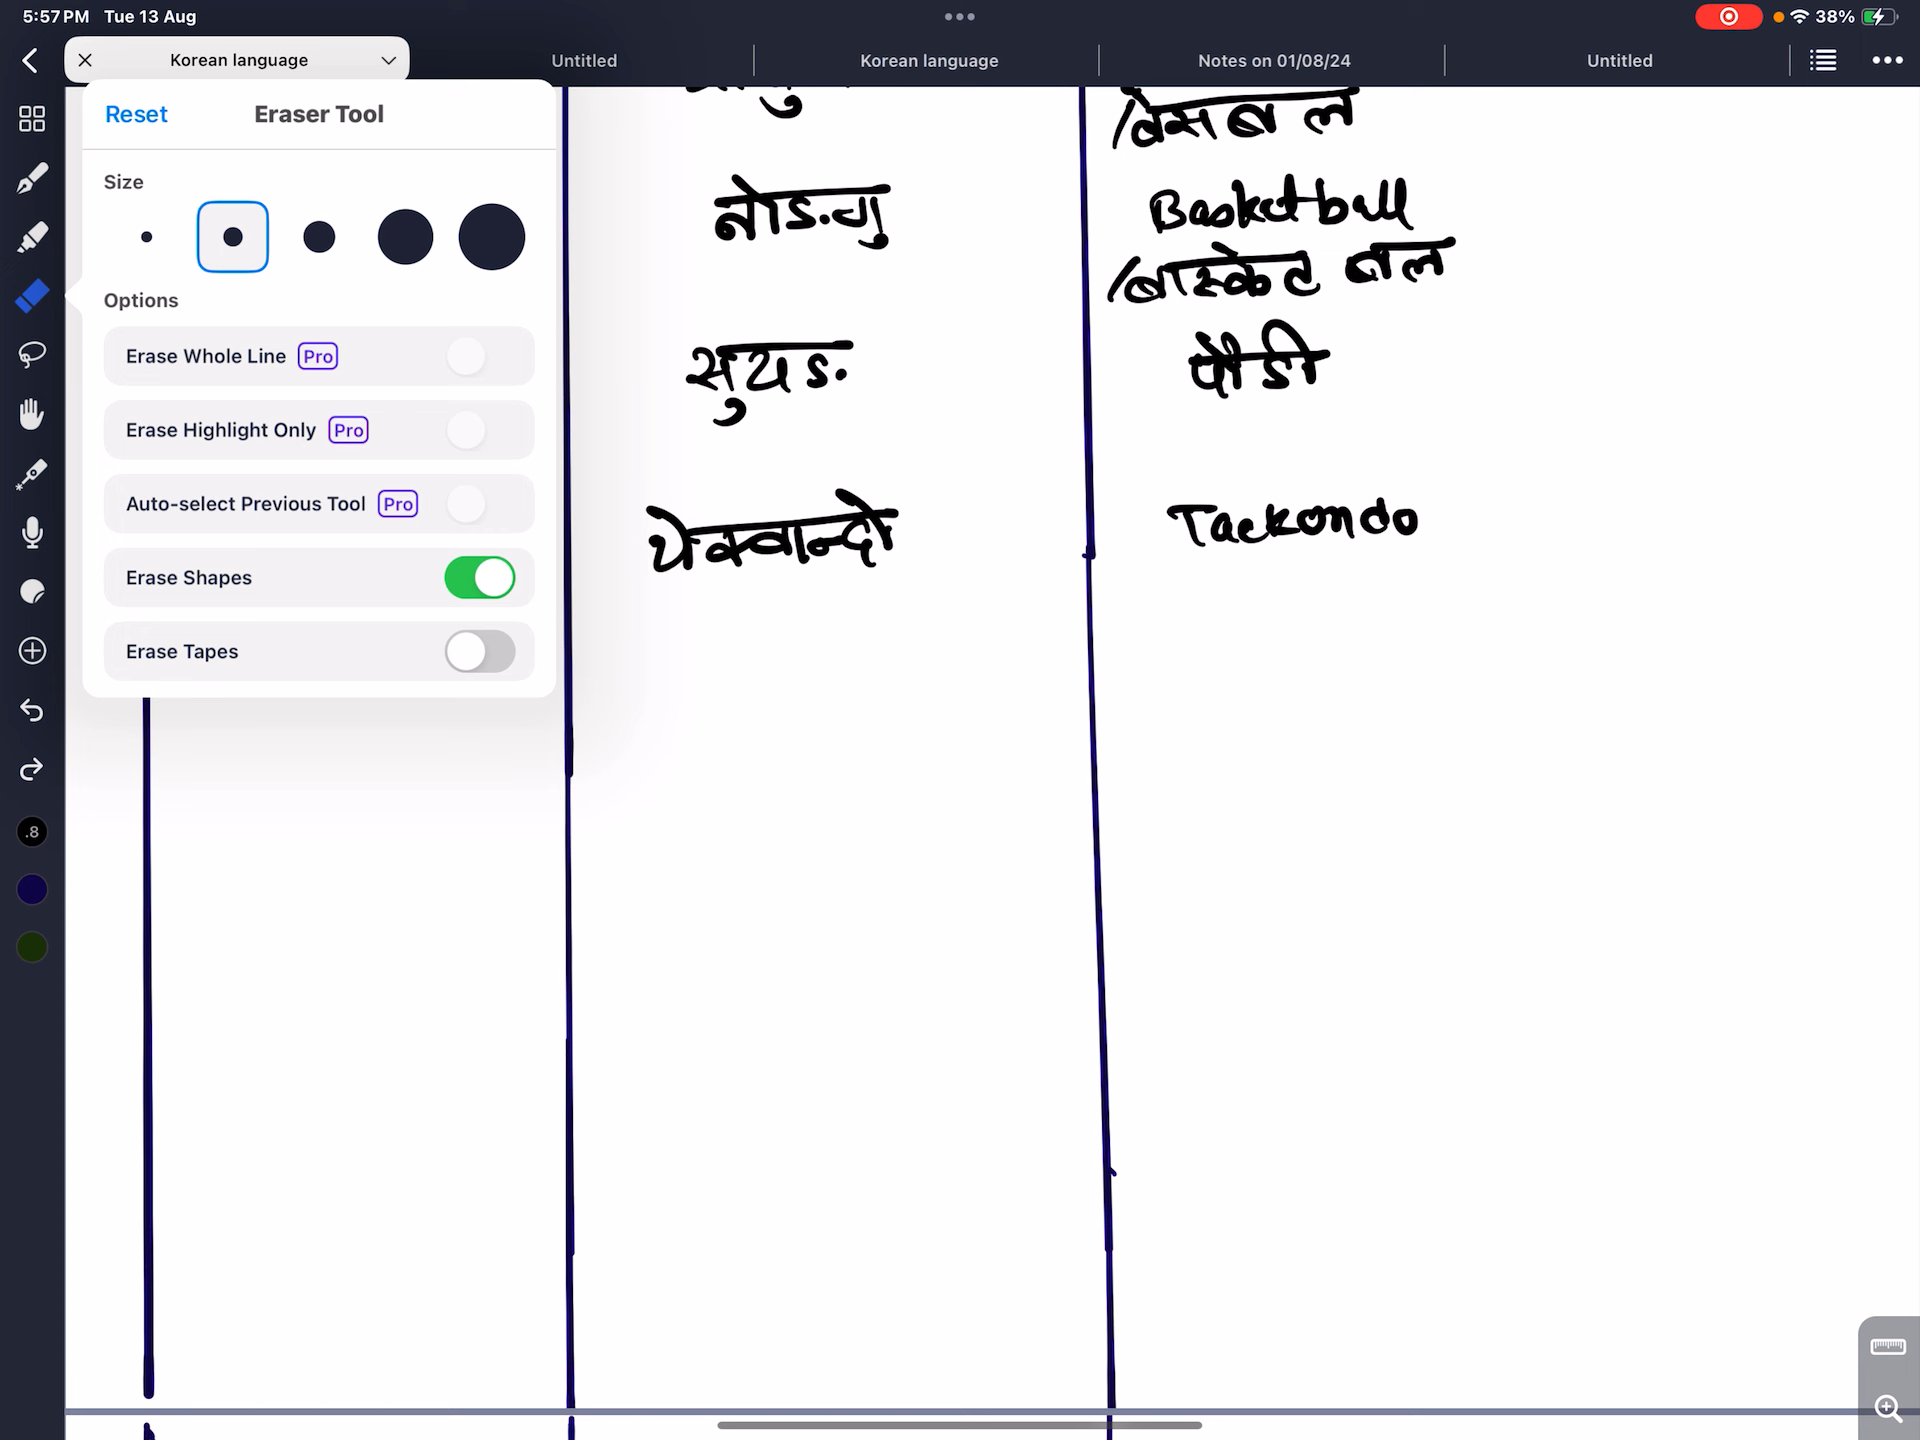 5:57 PM Tue 13 Aug
38%
Korean language
Untitled
Korean language
Notes on 01/08/24
Untitled
Reset
Eraser Tool
Size
Options
Erase Whole Line Pro
Erase Highlight Only Pro
Auto-select Previous Tool Pro
Erase Shapes
Erase Tapes
.8
/बेसबल
नोङ.गु
Basketball
/बास्केट बल
सुयङ.
पौडी
थेक्वान्दो
Taekondo